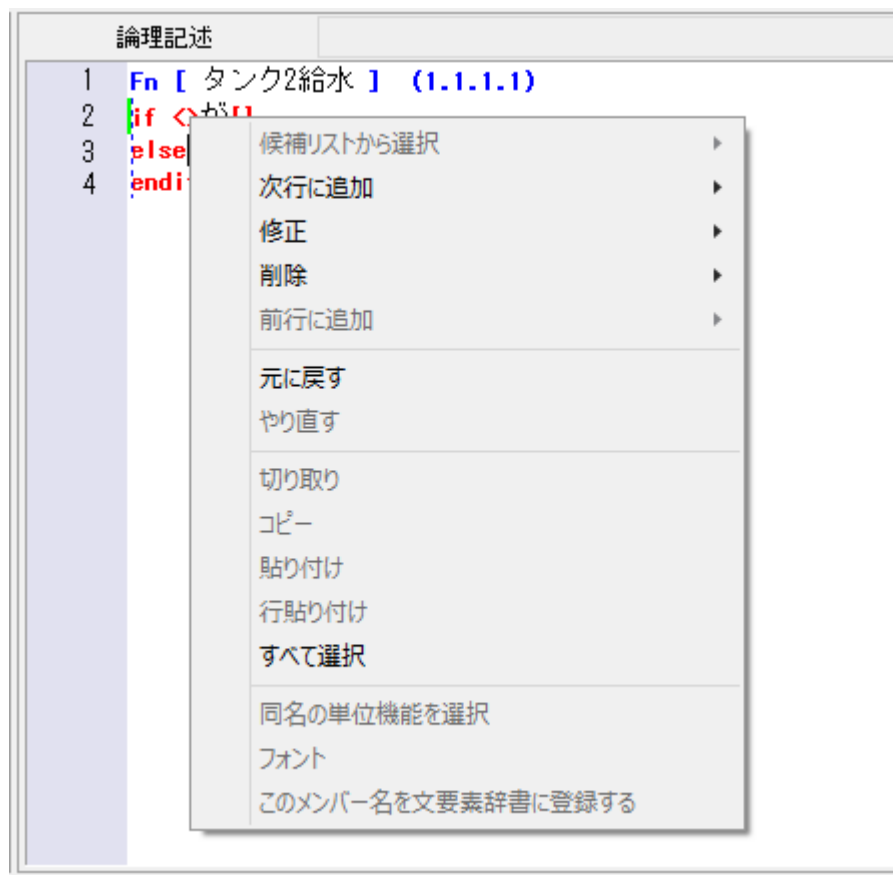 論理記述
1 Fn [ タンク2給水 ] (1.1.1.1)
2 if <>が[]
3 else
4 endi
候補リストから選択
次行に追加
修正
削除
前行に追加
元に戻す
やり直す
切り取り
コピー
貼り付け
行貼り付け
すべて選択
同名の単位機能を選択
フォント
このメンバー名を文要素辞書に登録する